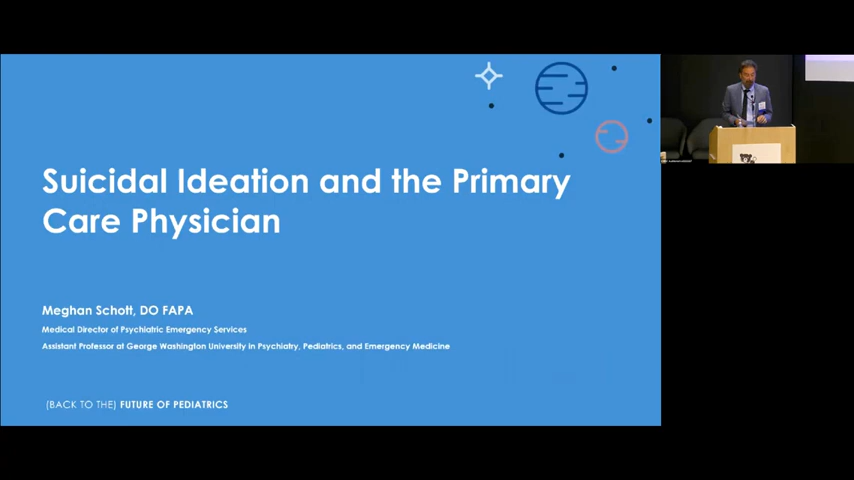 Suicidal Ideation and the Primary
Care Physician
Meghan Schott, DO FAPA
Medical Director of Psychiatric Emergency Services
Assistant Professor at George Washington University in Psychiatry, Pediatrics, and Emergency Medicine
(BACK TO THE) FUTURE OF PEDIATRICS